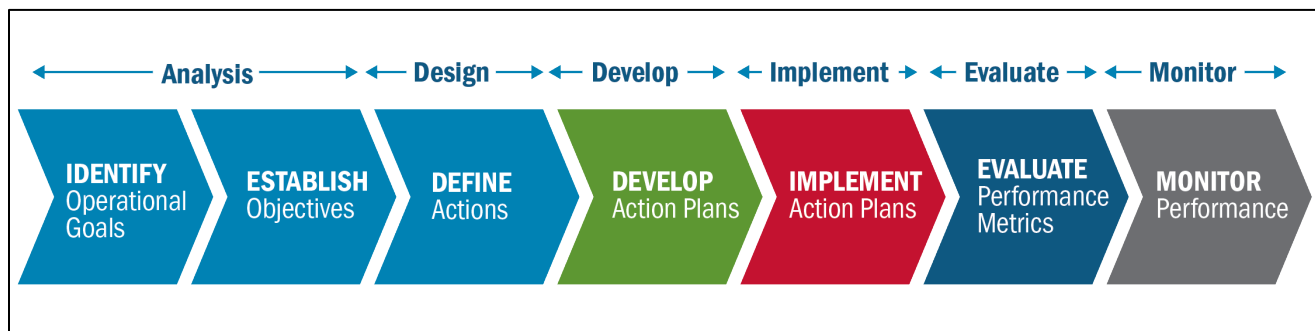 Analysis Design Develop Implement Evaluate Monitor
IDENTIFY
Operational
Goals
ESTABLISH
Objectives
DEFINE
Actions
DEVELOP
Action Plans
IMPLEMENT
Action Plans
EVALUATE
Performance
Metrics
MONITOR
Performance